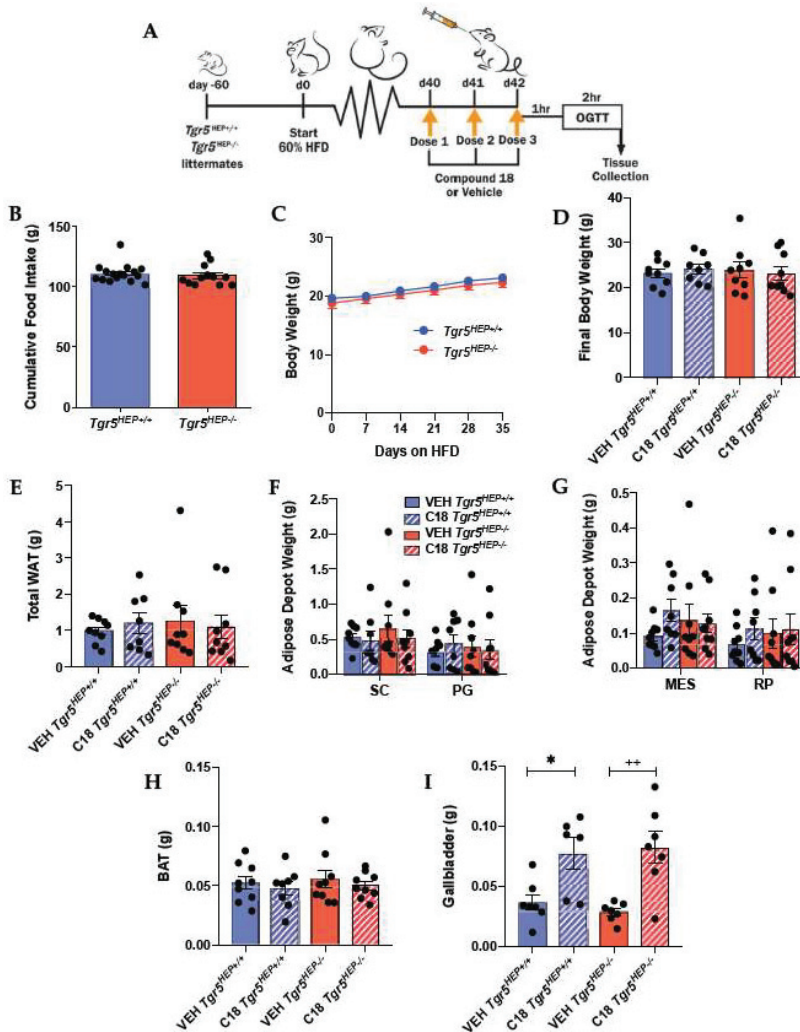 A
day -60
d0
d40
d41
d42
Tgr5HEP+/+
Tgr5HEP-/-
littermates
Start
60% HFD
Dose 1
Dose 2
Dose 3
1hr
2hr
OGTT
Compound 18
or Vehicle
Tissue
Collection
B
Cumulative Food Intake (g)
150
100
50
0
Tgr5HEP+/+
Tgr5HEP-/-
C
Body Weight (g)
30
20
10
0
Tgr5HEP+/+
Tgr5HEP-/-
0 7 14 21 28 35
Days on HFD
D
Final Body Weight (g)
40
30
20
10
0
VEH Tgr5HEP+/+
C18 Tgr5HEP+/+
VEH Tgr5HEP-/-
C18 Tgr5HEP-/-
E
Total WAT (g)
5
4
3
2
1
0
VEH Tgr5HEP+/+
C18 Tgr5HEP+/+
VEH Tgr5HEP-/-
C18 Tgr5HEP-/-
F
Adipose Depot Weight (g)
2.5
2.0
1.5
1.0
0.5
0.0
VEH Tgr5HEP+/+
C18 Tgr5HEP+/+
VEH Tgr5HEP-/-
C18 Tgr5HEP-/-
SC PG
G
Adipose Depot Weight (g)
0.5
0.4
0.3
0.2
0.1
0.0
MES RP
H
BAT (g)
0.15
0.10
0.05
0.00
VEH Tgr5HEP+/+
C18 Tgr5HEP+/+
VEH Tgr5HEP-/-
C18 Tgr5HEP-/-
I
Gallbladder (g)
0.15
0.10
0.05
0.00
*
++
VEH Tgr5HEP+/+
C18 Tgr5HEP+/+
VEH Tgr5HEP-/-
C18 Tgr5HEP-/-